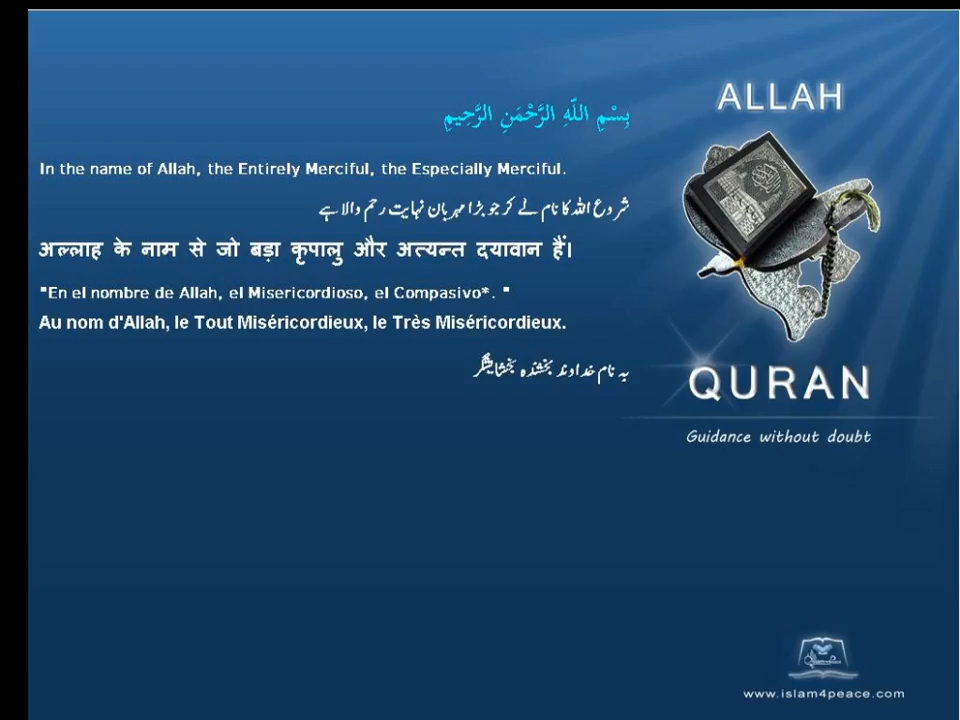 بِسْمِ اللَّهِ الرَّحْمَنِ الرَّحِيمِ
In the name of Allah, the Entirely Merciful, the Especially Merciful.
شروع اللہ کا نام لے کر جو بڑا مہربان نہایت رحم والا ہے
अल्लाह के नाम से जो बड़ा कृपालु और अत्यन्त दयावान हैं।
"En el nombre de Allah, el Misericordioso, el Compasivo*. "
Au nom d'Allah, le Tout Miséricordieux, le Très Miséricordieux.
به نام خداوند بخشنده بخشایشگر
ALLAH
QURAN
Guidance without doubt
www.islam4peace.com